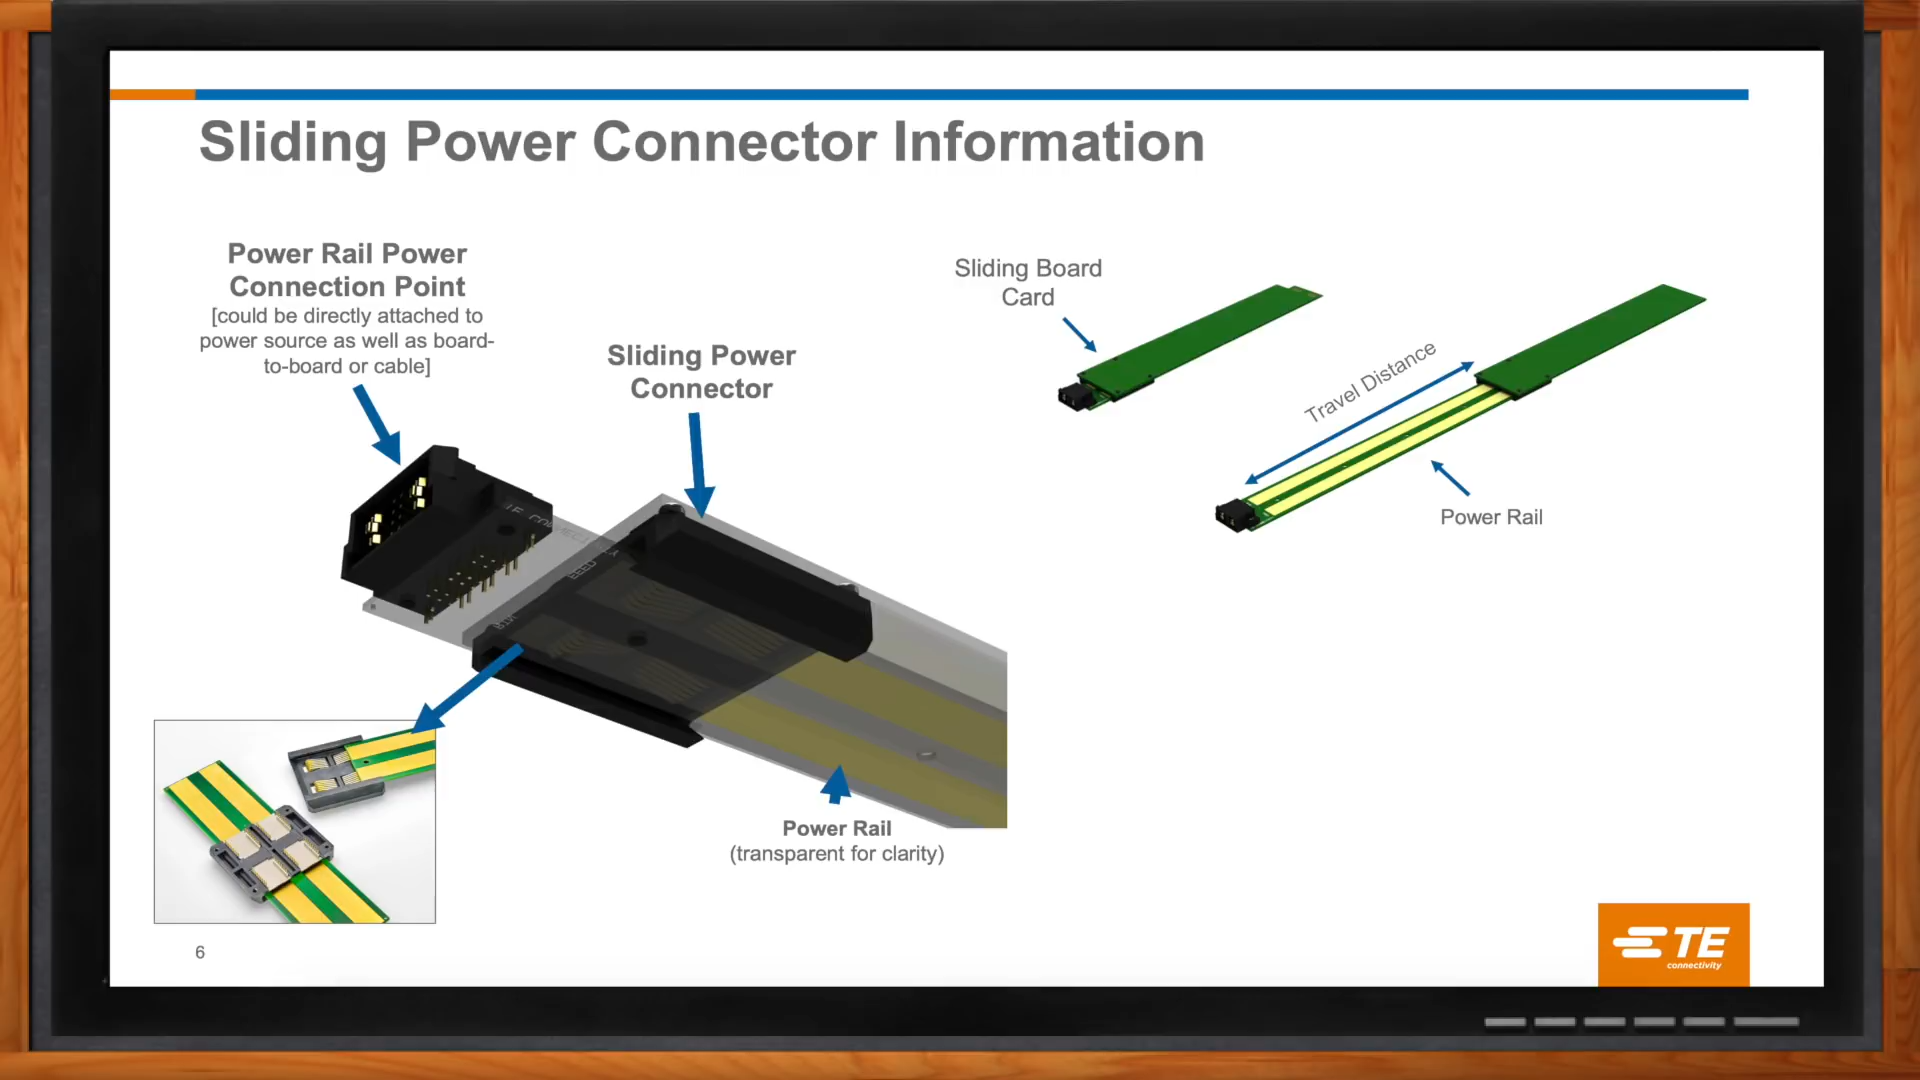 Sliding Power Connector Information
Power Rail Power
Connection Point
[could be directly attached to
power source as well as board-
to-board or cable]
Sliding Power
Connector
Sliding Board
Card
Travel Distance
Power Rail
Power Rail
(transparent for clarity)
6
TE
connectivity